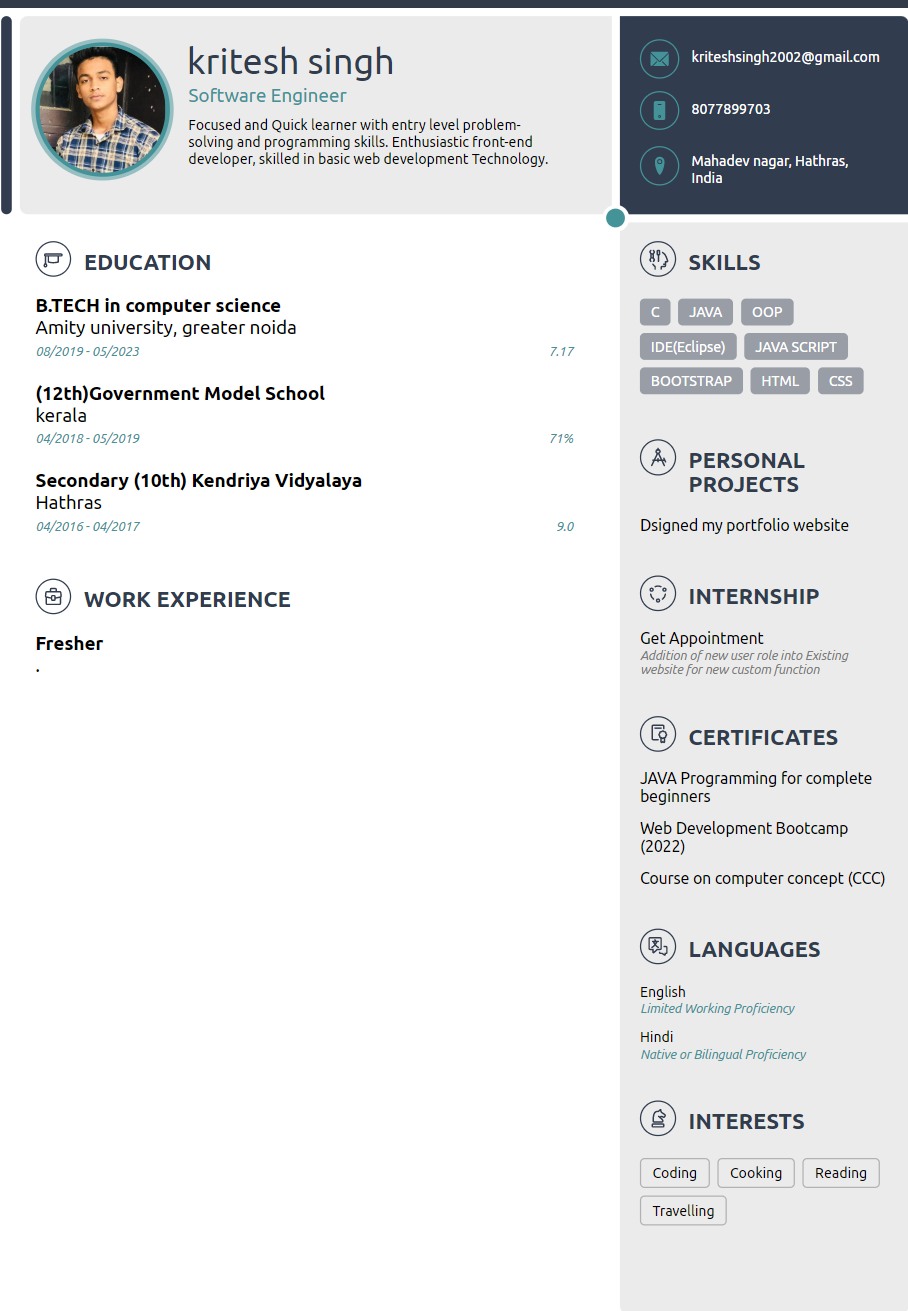 kritesh singh
Software Engineer
Focused and Quick learner with entry level problem-
solving and programming skills. Enthusiastic front-end
developer, skilled in basic web development Technology.
kriteshsingh2002@gmail.com
8077899703
Mahadev nagar, Hathras,
India
EDUCATION
B.TECH in computer science
Amity university, greater noida
08/2019 - 05/2023 7.17
(12th)Government Model School
kerala
04/2018 - 05/2019 71%
Secondary (10th) Kendriya Vidyalaya
Hathras
04/2016 - 04/2017 9.0
WORK EXPERIENCE
Fresher
.
SKILLS
C JAVA OOP
IDE(Eclipse) JAVA SCRIPT
BOOTSTRAP HTML CSS
PERSONAL
PROJECTS
Dsigned my portfolio website
INTERNSHIP
Get Appointment
Addition of new user role into Existing
website for new custom function
CERTIFICATES
JAVA Programming for complete
beginners
Web Development Bootcamp
(2022)
Course on computer concept (CCC)
LANGUAGES
English
Limited Working Proficiency
Hindi
Native or Bilingual Proficiency
INTERESTS
Coding Cooking Reading
Travelling